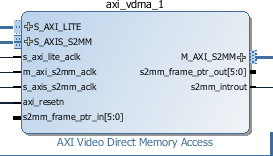 axi_vdma_1
S_AXI_LITE
S_AXIS_S2MM
s_axi_lite_aclk
M_AXI_S2MM
m_axi_s2mm_aclk
s2mm_frame_ptr_out[5:0]
s_axis_s2mm_aclk
s2mm_introut
axi_resetn
s2mm_frame_ptr_in[5:0]
AXI Video Direct Memory Access